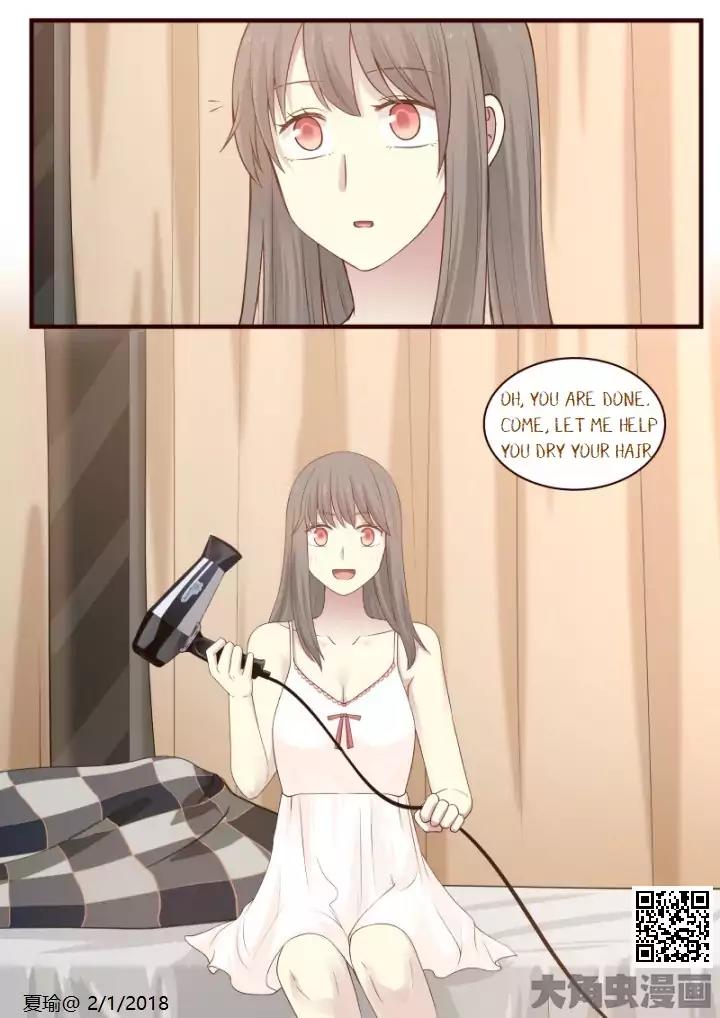 OH, YOU ARE DONE.
COME, LET ME HELP
YOU DRY YOUR HAIR.
夏瑜@ 2/1/2018
大角虫漫画